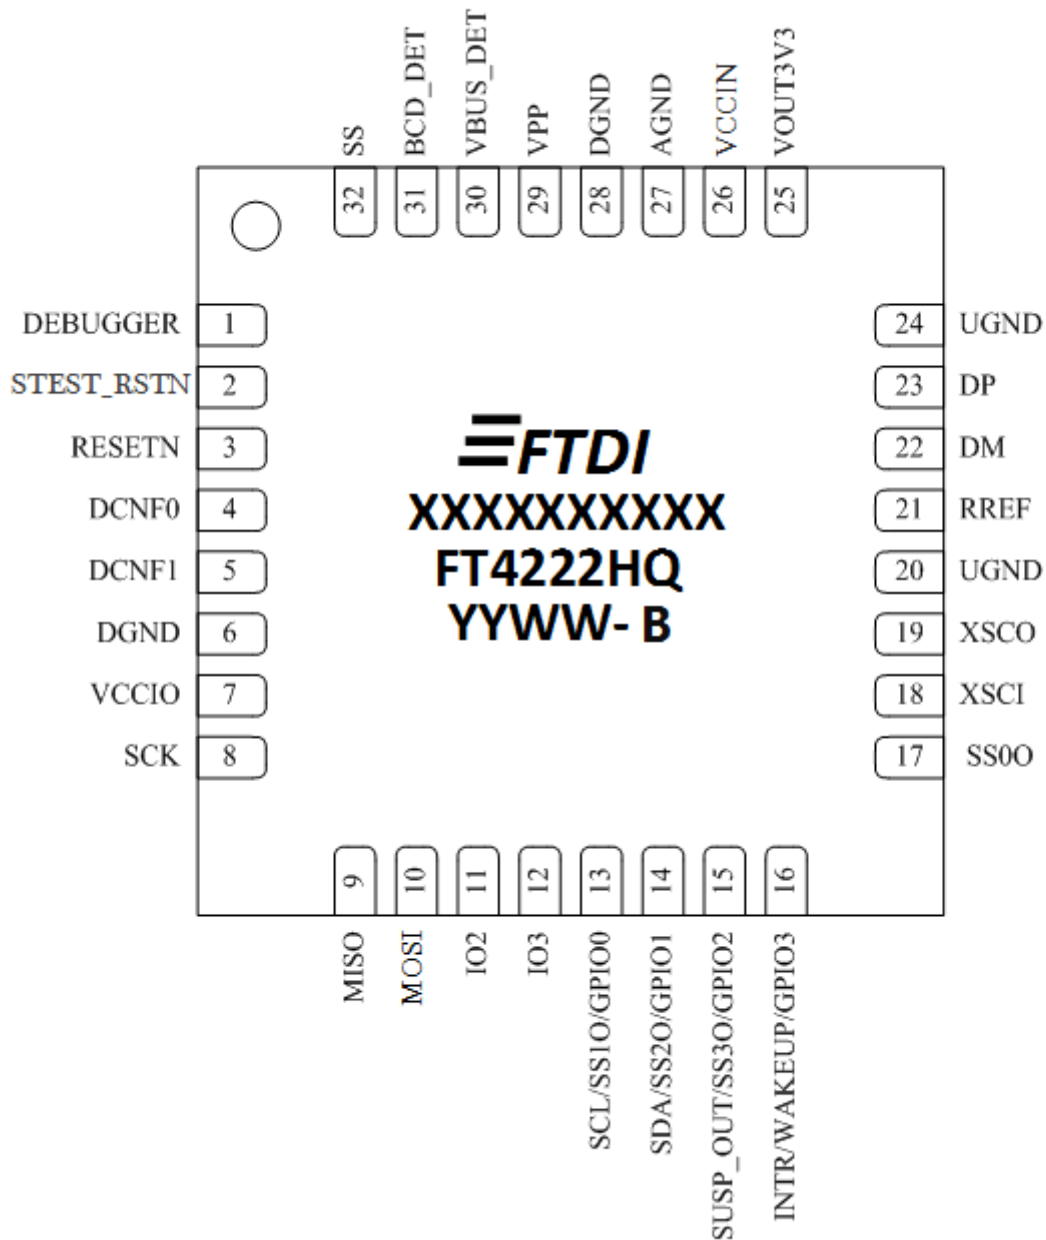 SS
BCD_DET
VBUS_DET
VPP
DGND
AGND
VCCIN
VOUT3V3
32
31
30
29
28
27
26
25
DEBUGGER 1
STEST_RSTN 2
RESETN 3
DCNF0 4
DCNF1 5
DGND 6
VCCIO 7
SCK 8
FTDI
XXXXXXXXXX
FT4222HQ
YYWW- B
24 UGND
23 DP
22 DM
21 RREF
20 UGND
19 XSCO
18 XSCI
17 SS0O
9
10
11
12
13
14
15
16
MISO
MOSI
IO2
IO3
SCL/SS1O/GPIO0
SDA/SS2O/GPIO1
SUSP_OUT/SS3O/GPIO2
INTR/WAKEUP/GPIO3